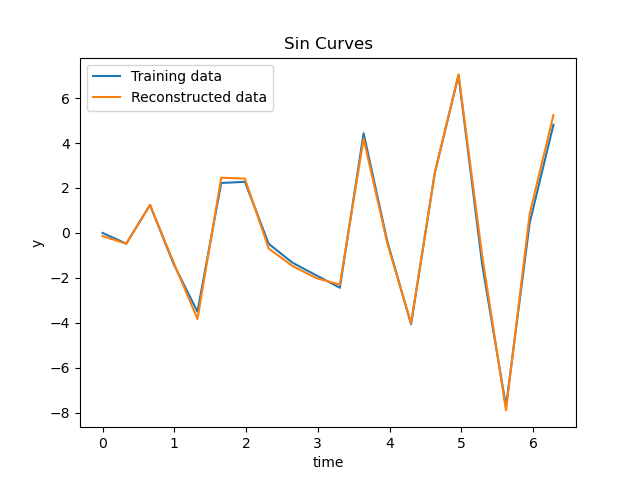 Sin Curves
Training data
Reconstructed data
y
6
4
2
0
−2
−4
−6
−8
0 1 2 3 4 5 6
time